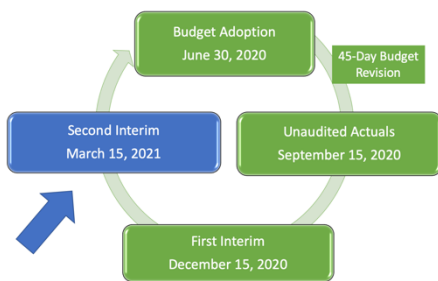 Budget Adoption
June 30, 2020
45-Day Budget
Revision
Unaudited Actuals
September 15, 2020
First Interim
December 15, 2020
Second Interim
March 15, 2021